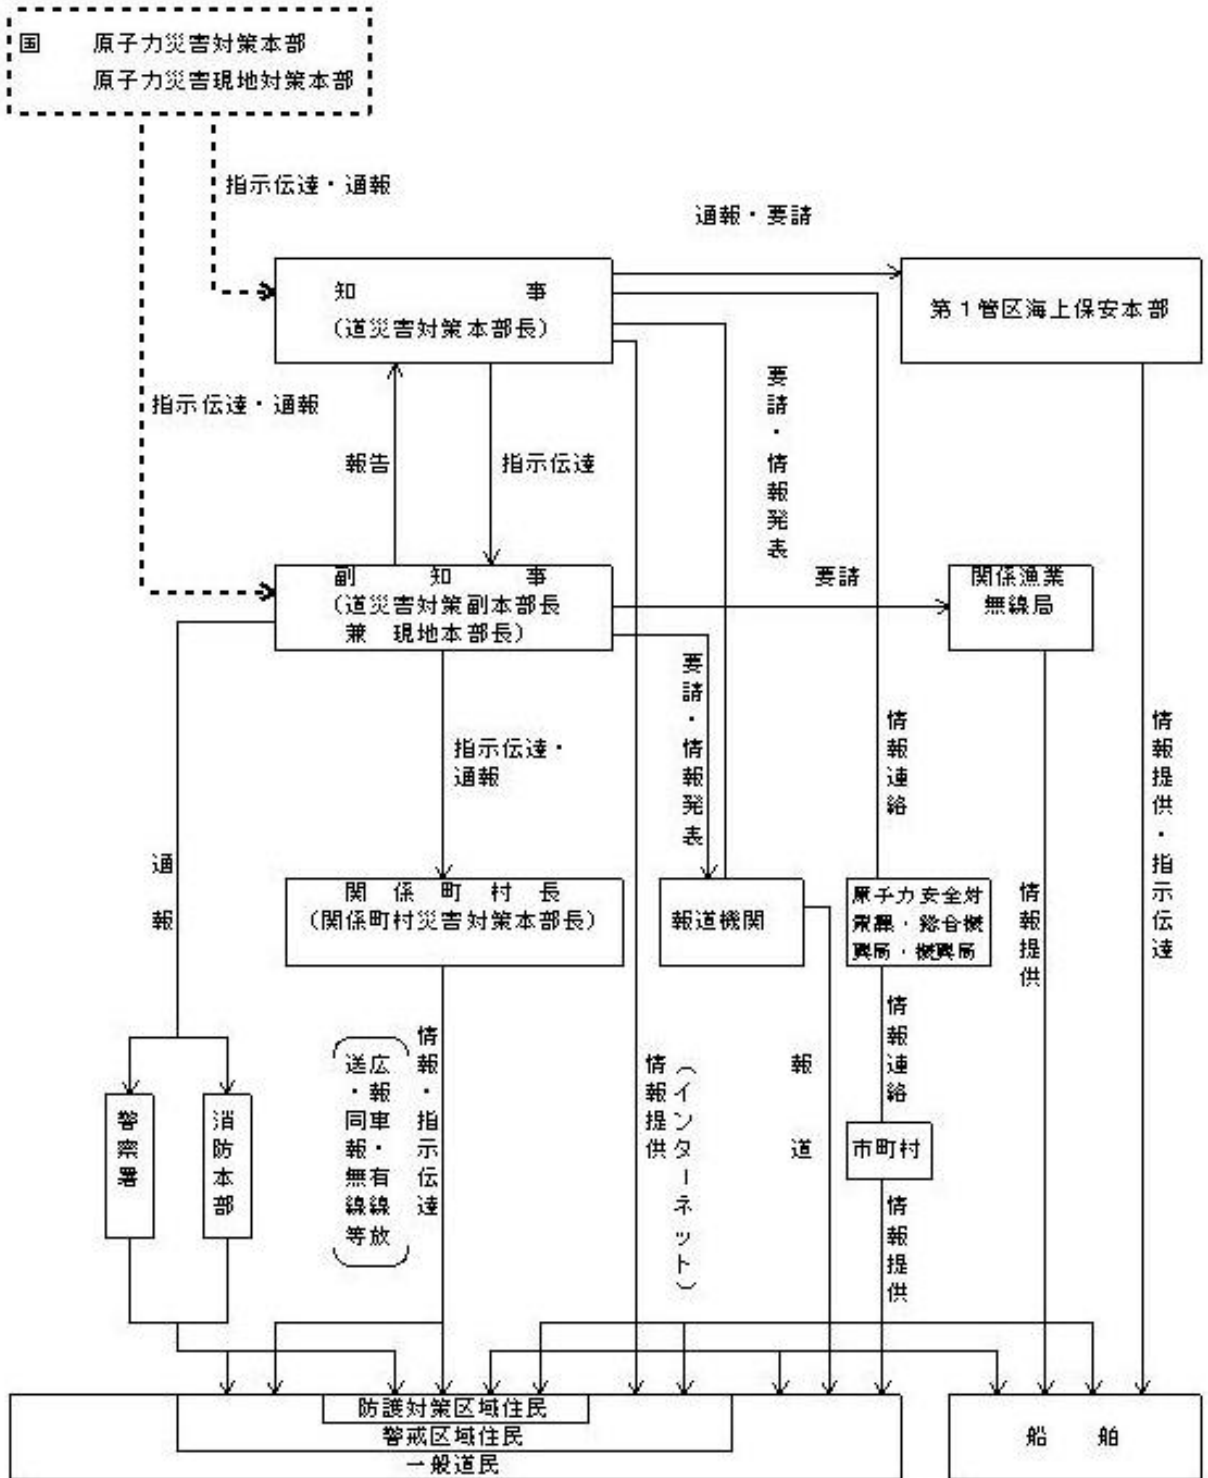 国　原子力災害対策本部
原子力災害現地対策本部
指示伝達・通報
通報・要請
知　事
（道災害対策本部長）
第１管区海上保安本部
指示伝達・通報
要請・情報発表
報告
指示伝達
副　知　事
（道災害対策副本部長
兼　現地本部長）
要請
関係漁業
無線局
要請・情報発表
指示伝達・
通報
情報連絡
情報提供・指示伝達
通報
関係町村長
（関係町村災害対策本部長）
報道機関
原子力安全対
策課・総合振
興局・振興局
情報提供
情報・指示伝達
広報車・有線放
送・同報無線等
情報提供
（インターネット）
報道
情報連絡
警察署
消防本部
市町村
情報提供
防護対策区域住民
警戒区域住民
一般道民
船　舶